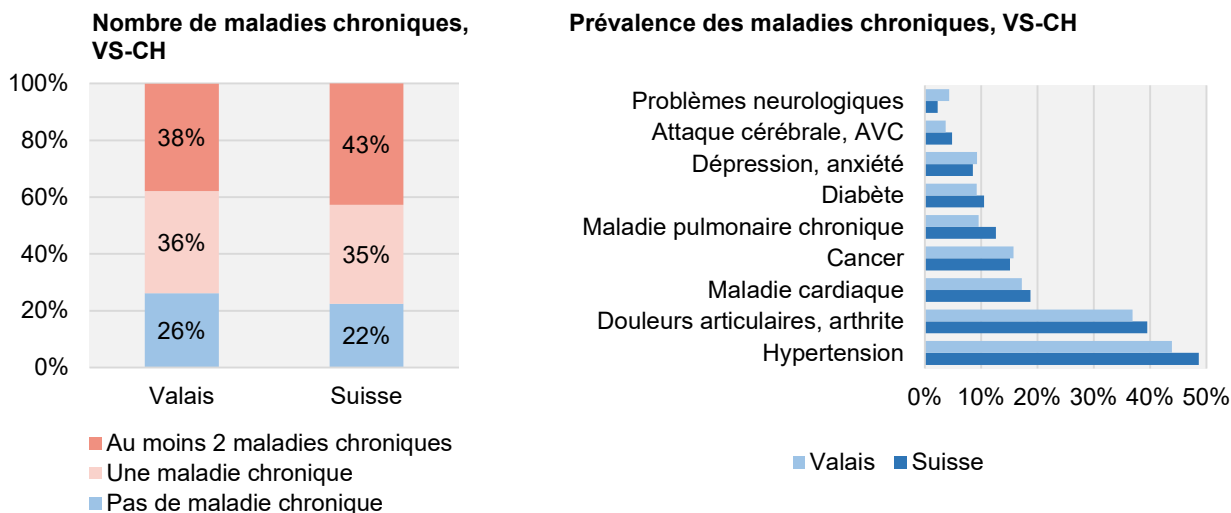 Nombre de maladies chroniques,
VS-CH
100%
80%
60%
40%
20%
0%
38%
36%
26%
43%
35%
22%
Valais
Suisse
Au moins 2 maladies chroniques
Une maladie chronique
Pas de maladie chronique
Prévalence des maladies chroniques, VS-CH
Problèmes neurologiques
Attaque cérébrale, AVC
Dépression, anxiété
Diabète
Maladie pulmonaire chronique
Cancer
Maladie cardiaque
Douleurs articulaires, arthrite
Hypertension
0% 10% 20% 30% 40% 50%
Valais Suisse